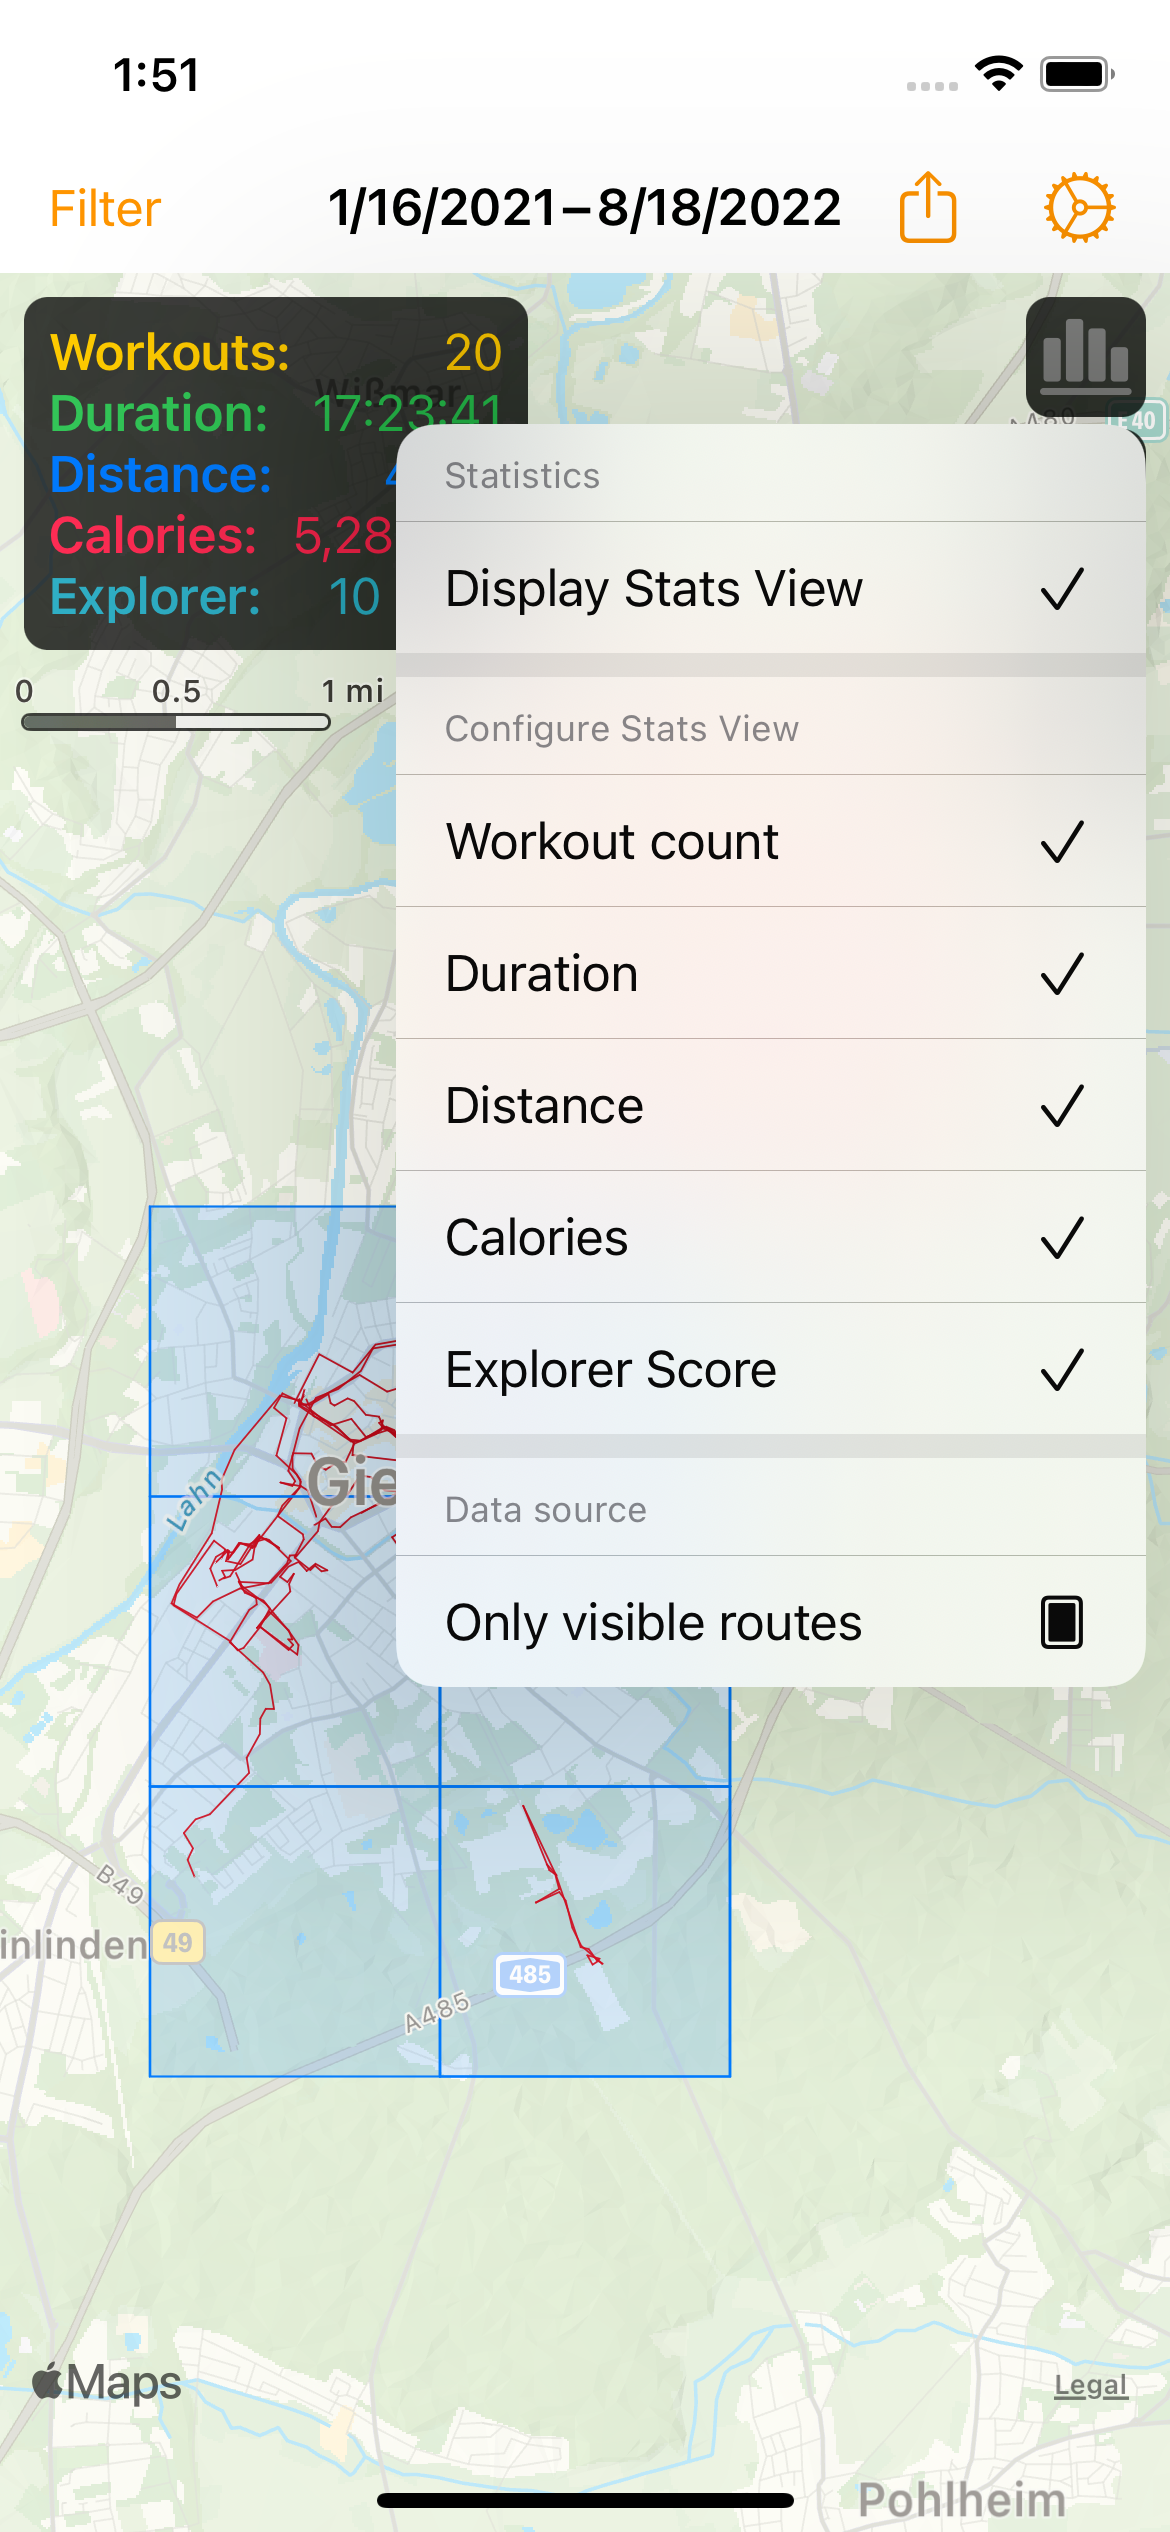 1:51
Filter
1/16/2021 – 8/18/2022
Workouts: 20
Wißmar
Duration: 17:23:41
A480
E40
Distance: 4
Calories: 5,28
Explorer: 10
0 0.5 1 mi
Statistics
Display Stats View
Configure Stats View
Workout count
Duration
Distance
Calories
Explorer Score
Data source
Only visible routes
Gie
Lahn
B49
inlinden
49
485
A485
Maps
Legal
Pohlheim